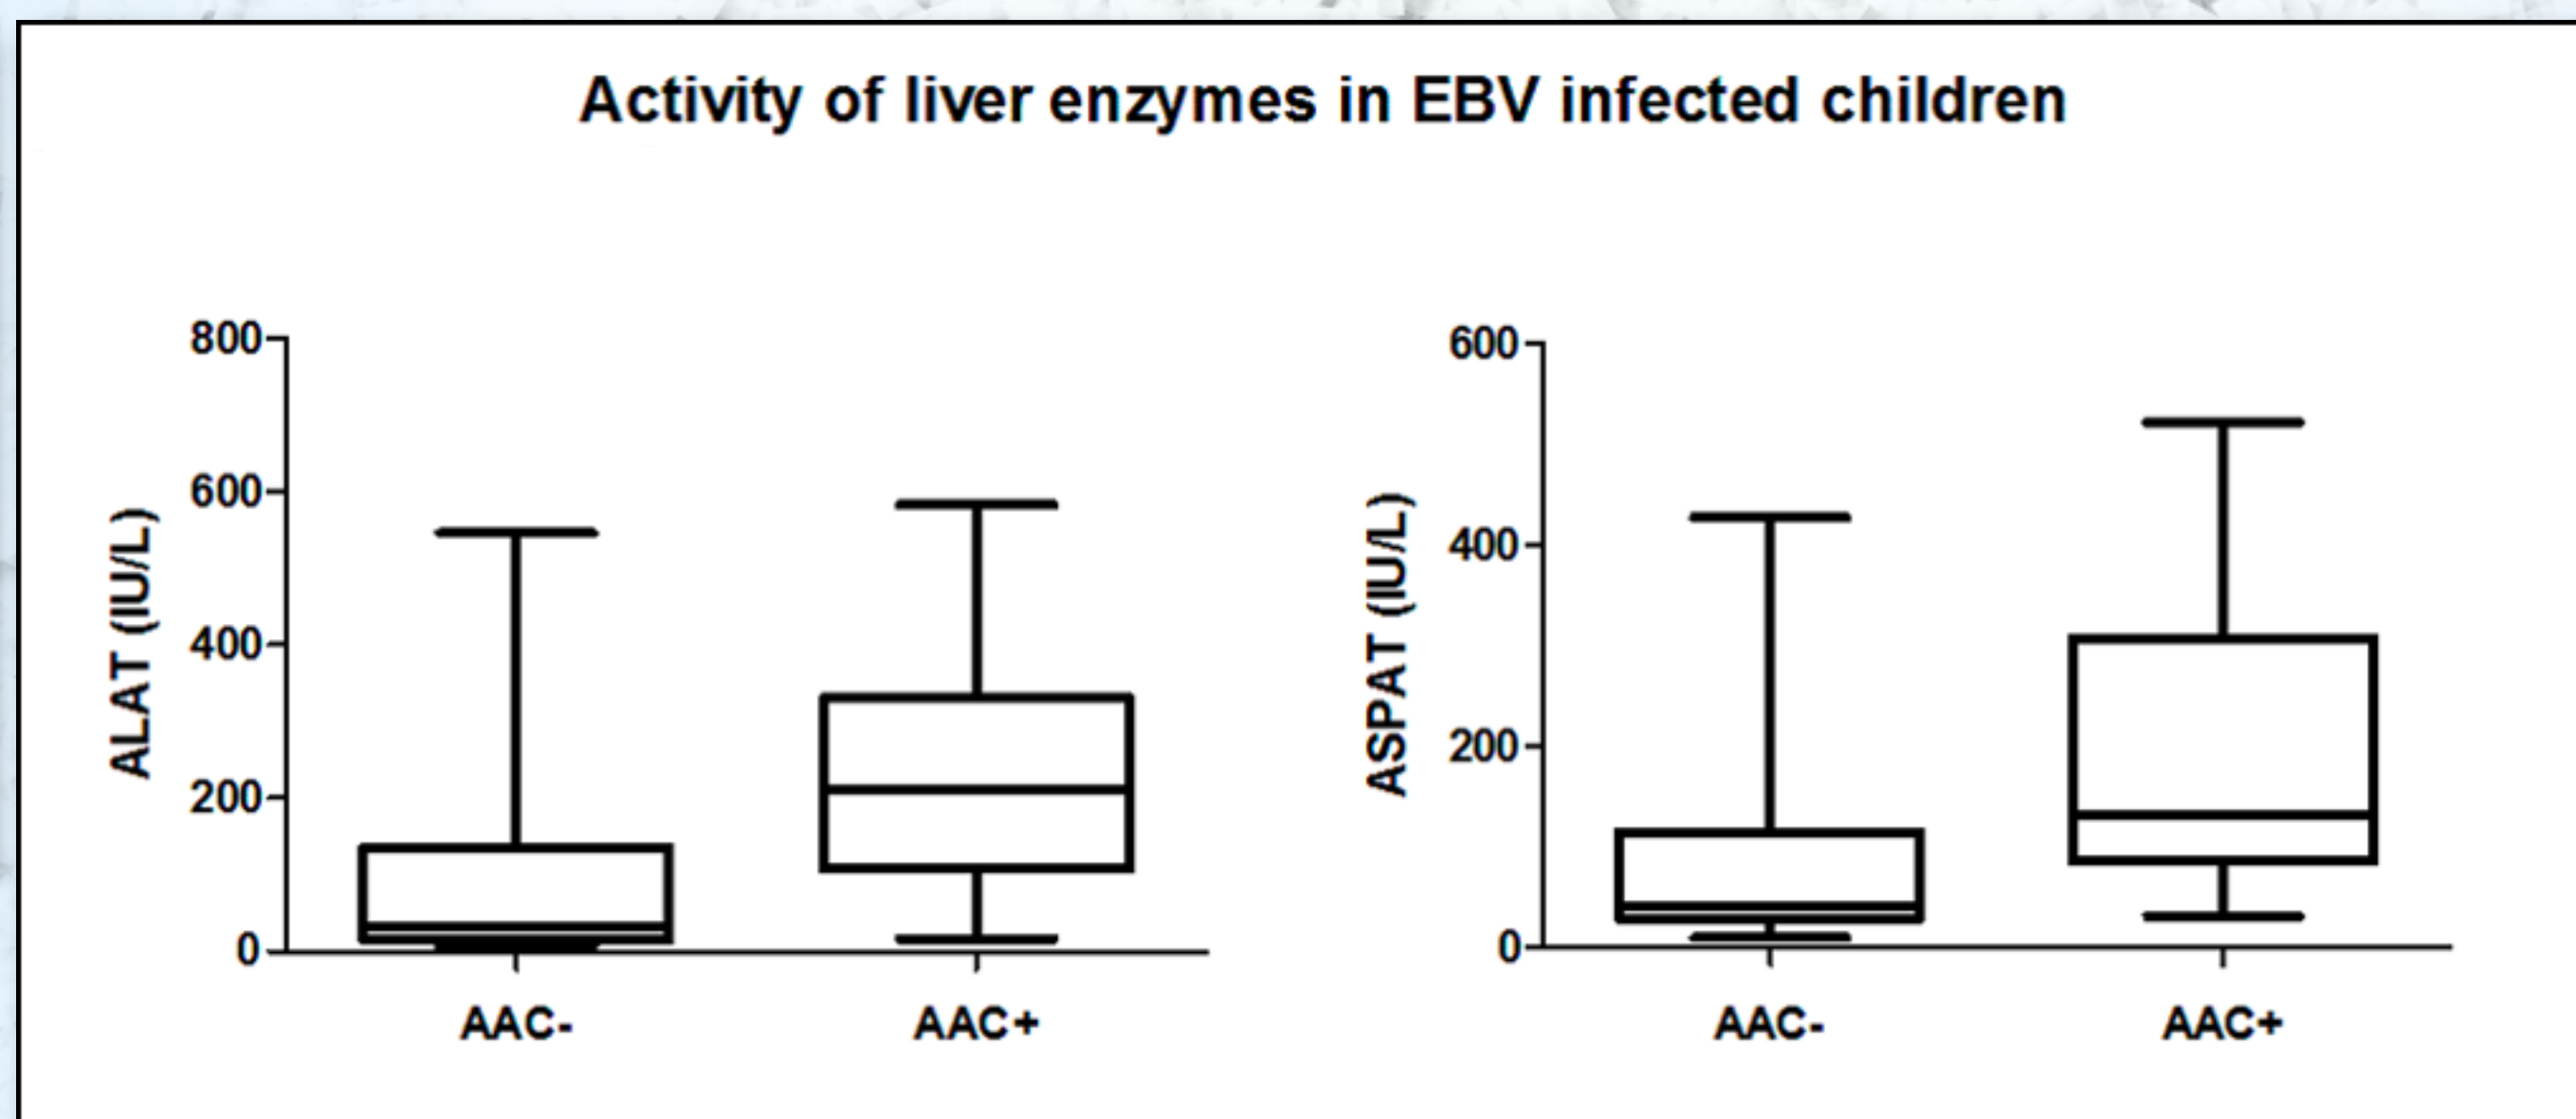 Activity of liver enzymes in EBV infected children
800
600
400
200
0
ALAT (IU/L)
AAC-
AAC+
600
400
200
0
ASPAT (IU/L)
AAC-
AAC+